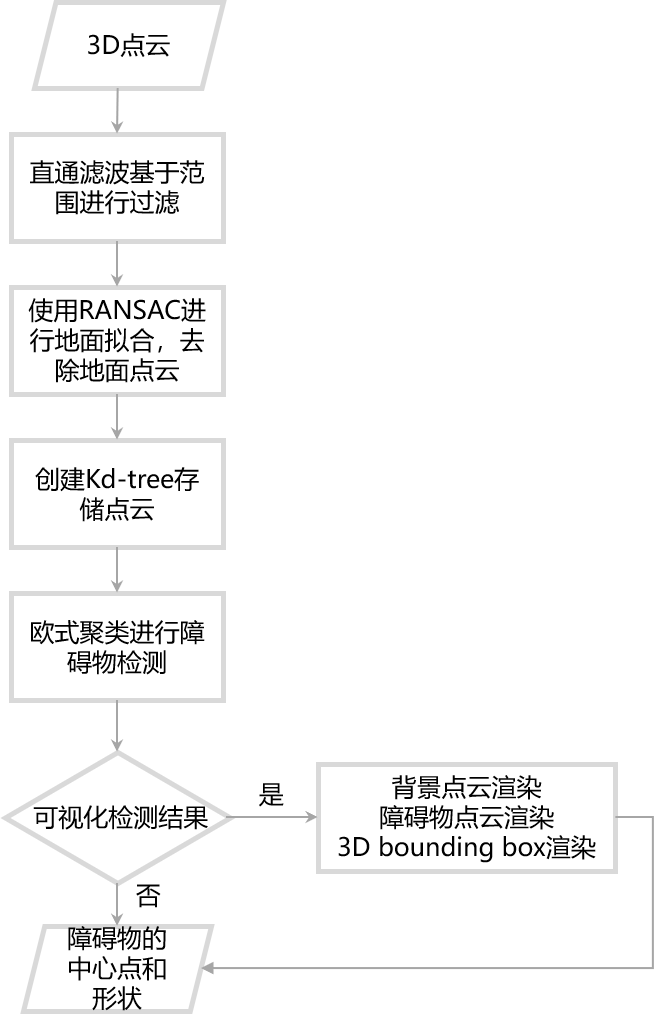 3D点云
直通滤波基于范
围进行过滤
使用RANSAC进
行地面拟合，去
除地面点云
创建Kd-tree存
储点云
欧式聚类进行障
碍物检测
可视化检测结果
是
背景点云渲染
障碍物点云渲染
3D bounding box渲染
否
障碍物的
中心点和
形状